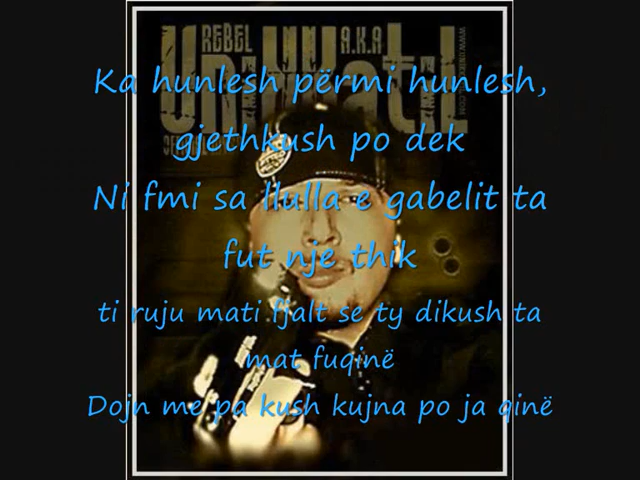 REBEL A.K.A
UniKKatiL
Ka hunlesh përmi hunlesh,
gjethkush po dek
Ni fmi sa llulla e gabelit ta
fut nje thik
ti ruju mati fjalt se ty dikush ta
mat fuqinë
Dojn me pa kush kujna po ja qinë